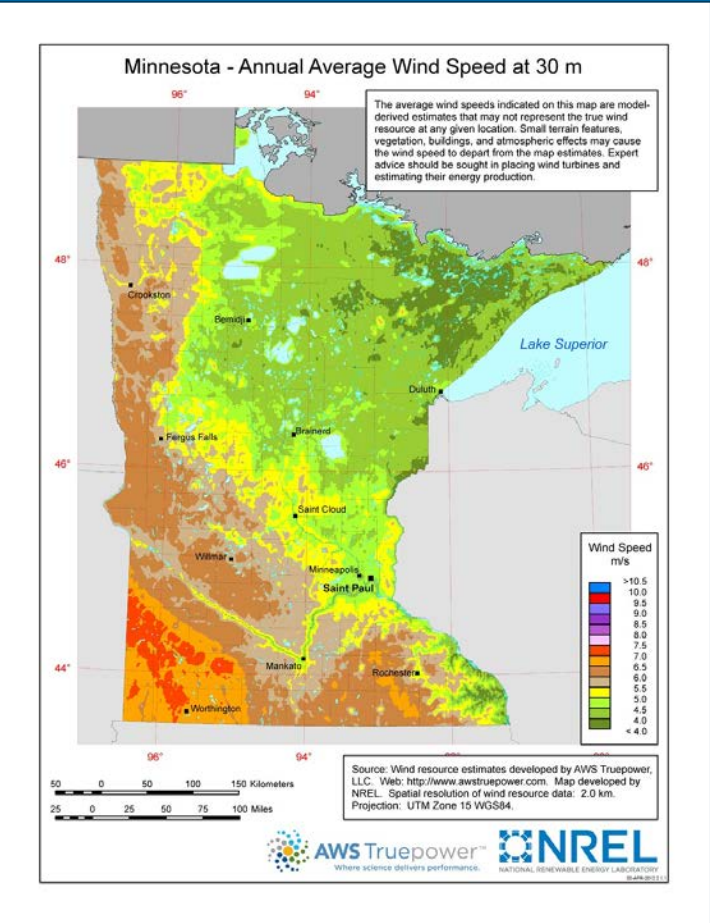 Minnesota - Annual Average Wind Speed at 30 m
96°
94°
The average wind speeds indicated on this map are model-
derived estimates that may not represent the true wind
resource at any given location. Small terrain features,
vegetation, buildings, and atmospheric effects may cause
the wind speed to depart from the map estimates. Expert
advice should be sought in placing wind turbines and
estimating their energy production.
48°
48°
Crookston
Bemidji
Lake Superior
Duluth
Fergus Falls
Brainerd
46°
46°
Saint Cloud
Willmar
Minneapolis
Saint Paul
Wind Speed
m/s
>10.5
10.0
9.5
9.0
8.5
8.0
7.5
7.0
6.5
6.0
5.5
5.0
4.5
4.0
< 4.0
44°
Mankato
Rochester
Worthington
96°
94°
50 0 50 100 150 Kilometers
25 0 25 50 75 100 Miles
Source: Wind resource estimates developed by AWS Truepower,
LLC. Web: http://www.awstruepower.com. Map developed by
NREL. Spatial resolution of wind resource data: 2.0 km.
Projection: UTM Zone 15 WGS84.
AWS Truepower™
Where science delivers performance.
NREL
NATIONAL RENEWABLE ENERGY LABORATORY